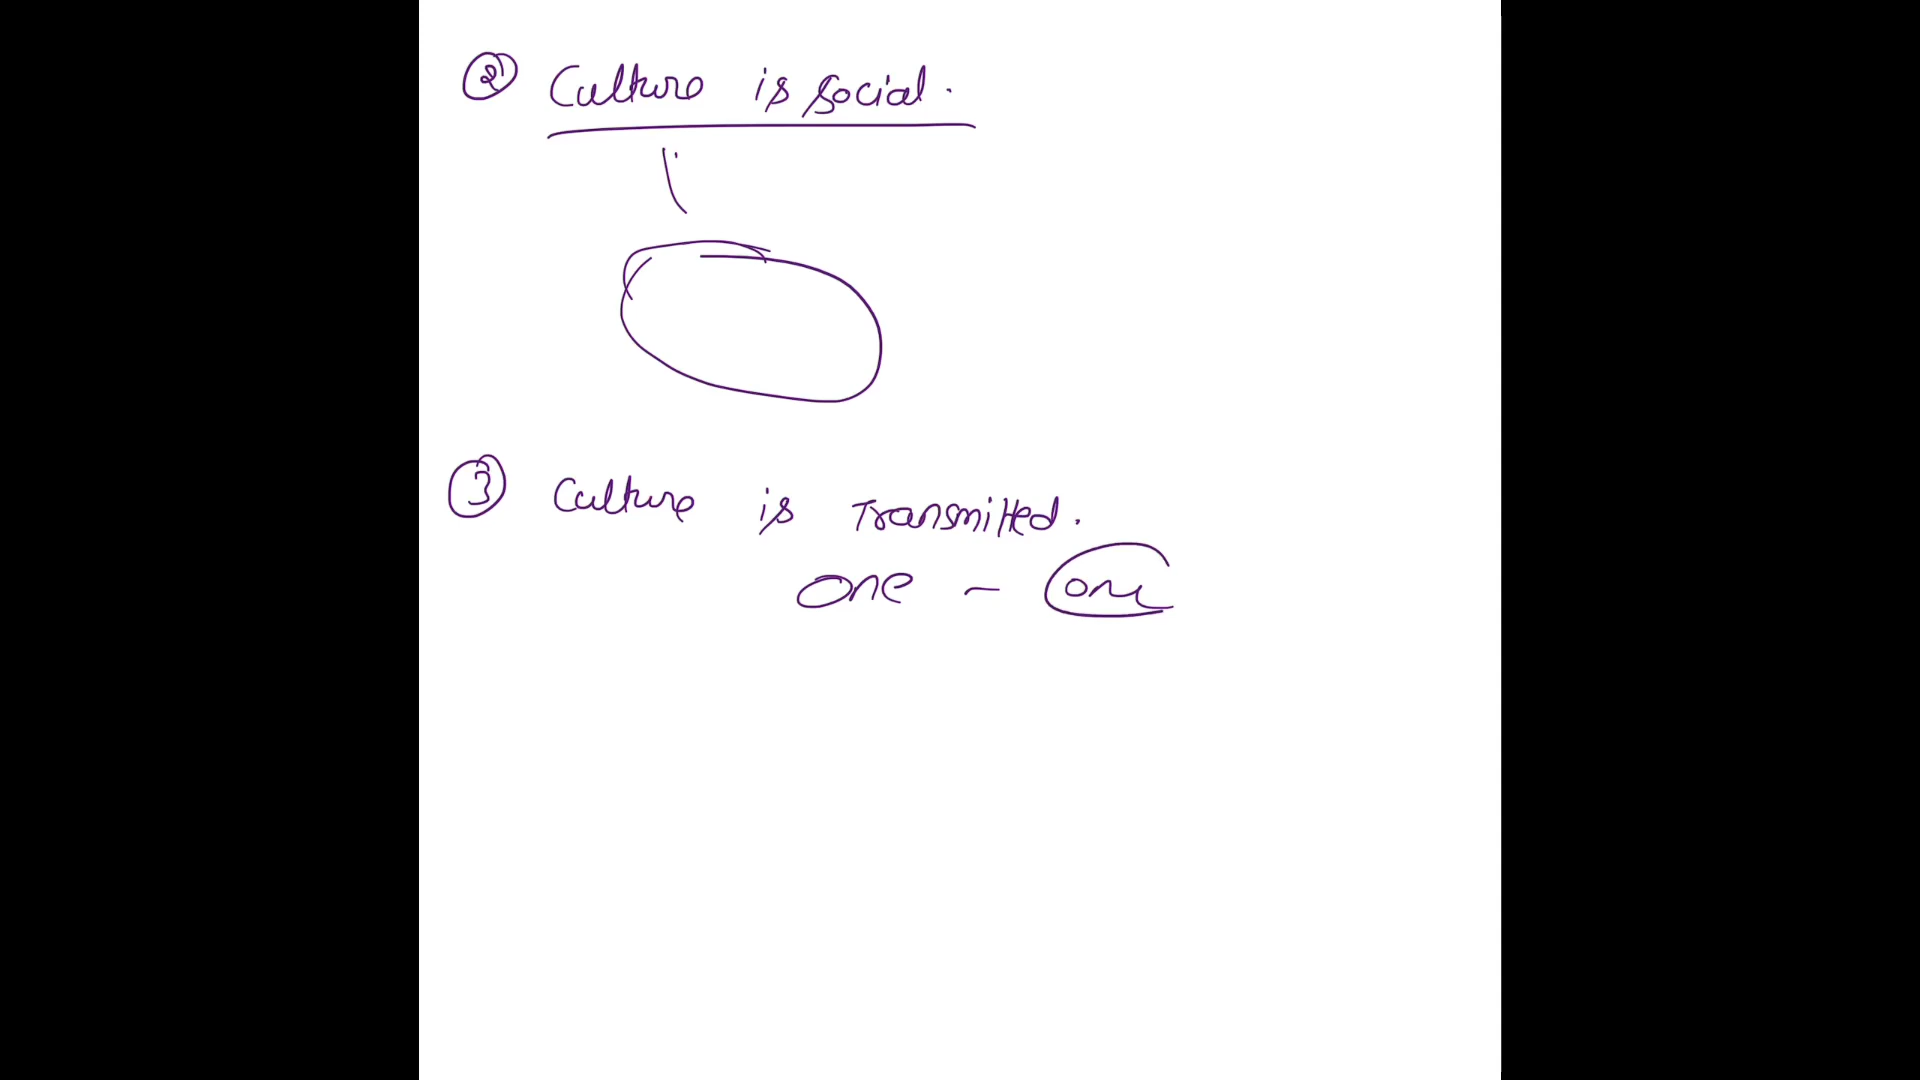 ② Culture is social.
③ Culture is Transmitted.
one - one